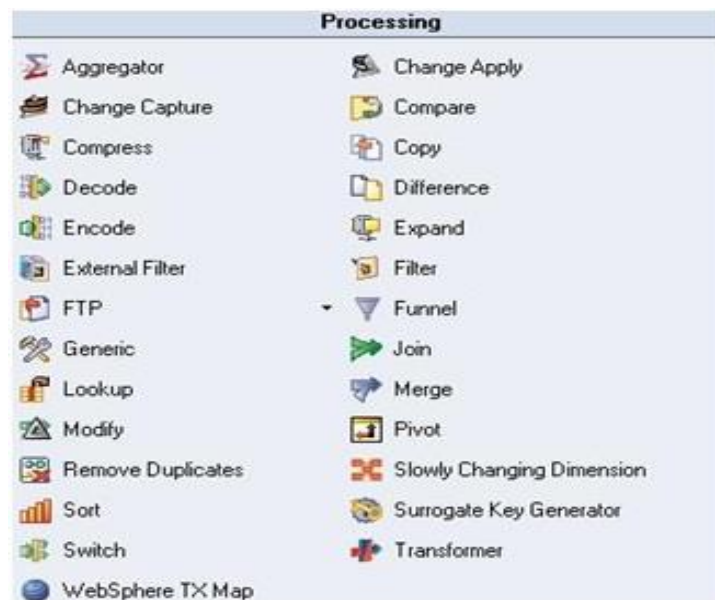 Processing
Aggregator
Change Apply
Change Capture
Compare
Compress
Copy
Decode
Difference
Encode
Expand
External Filter
Filter
FTP
Funnel
Generic
Join
Lookup
Merge
Modify
Pivot
Remove Duplicates
Slowly Changing Dimension
Sort
Surrogate Key Generator
Switch
Transformer
WebSphere TX Map